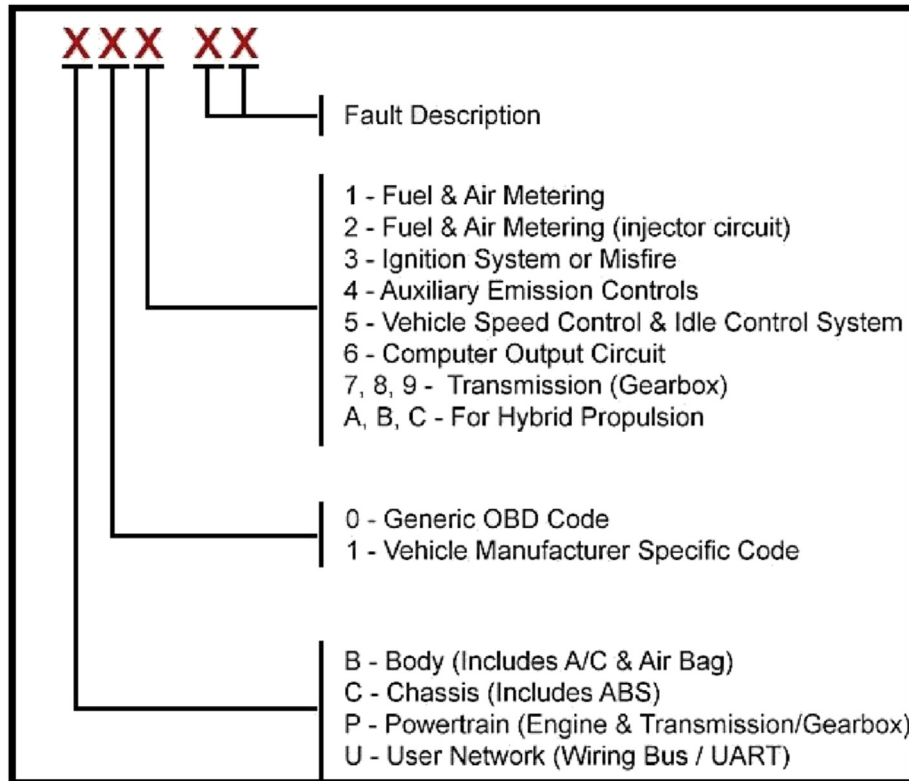 XXX XX
Fault Description
1 - Fuel & Air Metering
2 - Fuel & Air Metering (injector circuit)
3 - Ignition System or Misfire
4 - Auxiliary Emission Controls
5 - Vehicle Speed Control & Idle Control System
6 - Computer Output Circuit
7, 8, 9 - Transmission (Gearbox)
A, B, C - For Hybrid Propulsion
0 - Generic OBD Code
1 - Vehicle Manufacturer Specific Code
B - Body (Includes A/C & Air Bag)
C - Chassis (Includes ABS)
P - Powertrain (Engine & Transmission/Gearbox)
U - User Network (Wiring Bus / UART)